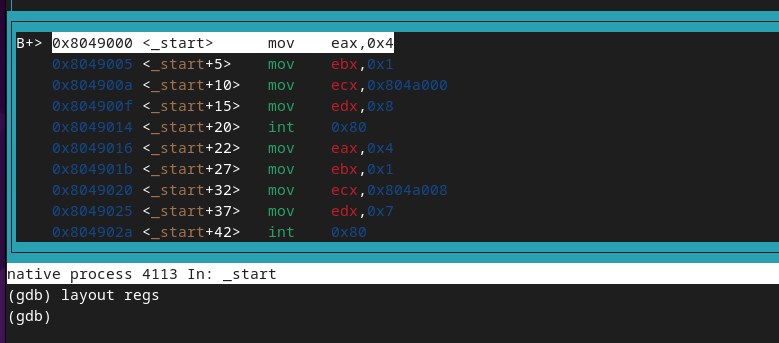 B+> 0x8049000 <_start>      mov    eax,0x4
0x8049005 <_start+5>    mov    ebx,0x1
0x804900a <_start+10>   mov    ecx,0x804a000
0x804900f <_start+15>   mov    edx,0x8
0x8049014 <_start+20>   int    0x80
0x8049016 <_start+22>   mov    eax,0x4
0x804901b <_start+27>   mov    ebx,0x1
0x8049020 <_start+32>   mov    ecx,0x804a008
0x8049025 <_start+37>   mov    edx,0x7
0x804902a <_start+42>   int    0x80
native process 4113 In: _start
(gdb) layout regs
(gdb)